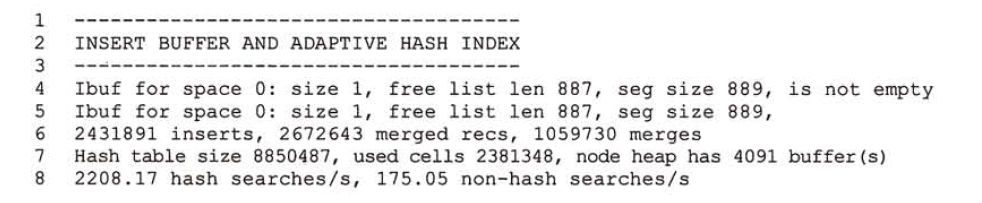 1 -------------------------------------
2 INSERT BUFFER AND ADAPTIVE HASH INDEX
3 -------------------------------------
4 Ibuf for space 0: size 1, free list len 887, seg size 889, is not empty
5 Ibuf for space 0: size 1, free list len 887, seg size 889,
6 2431891 inserts, 2672643 merged recs, 1059730 merges
7 Hash table size 8850487, used cells 2381348, node heap has 4091 buffer(s)
8 2208.17 hash searches/s, 175.05 non-hash searches/s